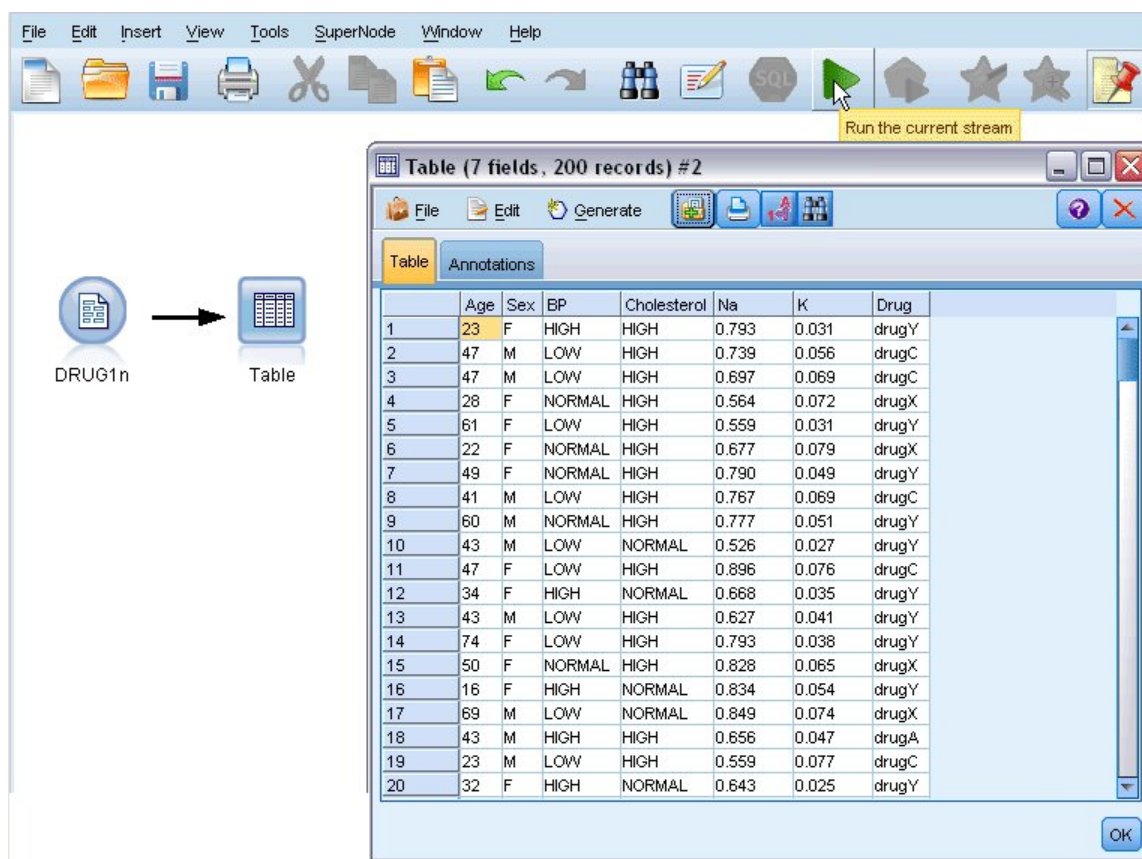 File Edit Insert View Tools SuperNode Window Help
SQL
Run the current stream
Table (7 fields, 200 records) #2
File Edit Generate
Table Annotations
Age Sex BP Cholesterol Na K Drug
1 23 F HIGH HIGH 0.793 0.031 drugY
2 47 M LOW HIGH 0.739 0.056 drugC
3 47 M LOW HIGH 0.697 0.069 drugC
4 28 F NORMAL HIGH 0.564 0.072 drugX
5 61 F LOW HIGH 0.559 0.031 drugY
6 22 F NORMAL HIGH 0.677 0.079 drugX
7 49 F NORMAL HIGH 0.790 0.049 drugY
8 41 M LOW HIGH 0.767 0.069 drugC
9 60 M NORMAL HIGH 0.777 0.051 drugY
10 43 M LOW NORMAL 0.526 0.027 drugY
11 47 F LOW HIGH 0.896 0.076 drugC
12 34 F HIGH NORMAL 0.668 0.035 drugY
13 43 M LOW HIGH 0.627 0.041 drugY
14 74 F LOW HIGH 0.793 0.038 drugY
15 50 F NORMAL HIGH 0.828 0.065 drugX
16 16 F HIGH NORMAL 0.834 0.054 drugY
17 69 M LOW NORMAL 0.849 0.074 drugX
18 43 M HIGH HIGH 0.656 0.047 drugA
19 23 M LOW HIGH 0.559 0.077 drugC
20 32 F HIGH NORMAL 0.643 0.025 drugY
DRUG1n Table
OK